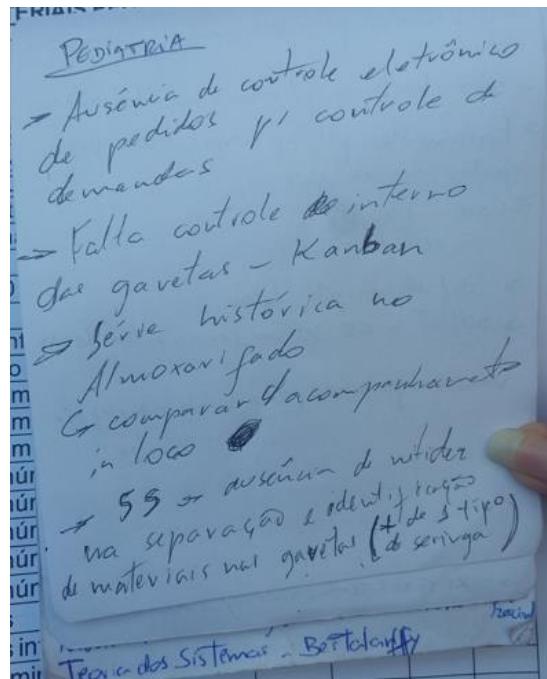 PEDIATRIA
→ Ausência de controle eletrônico
de pedidos p/ controle de
demandas
→ Falta controle interno
das gavetas - Kanban
→ Série histórica no
Almoxarifado
↳ comparar c/ acompanhamento
in loco
→ 5S → ausência de nitidez
na separação e identificação
de materiais nas gavetas (+ de 1 tipo
de seringa)
Teoria dos Sistemas - Bertalanffy